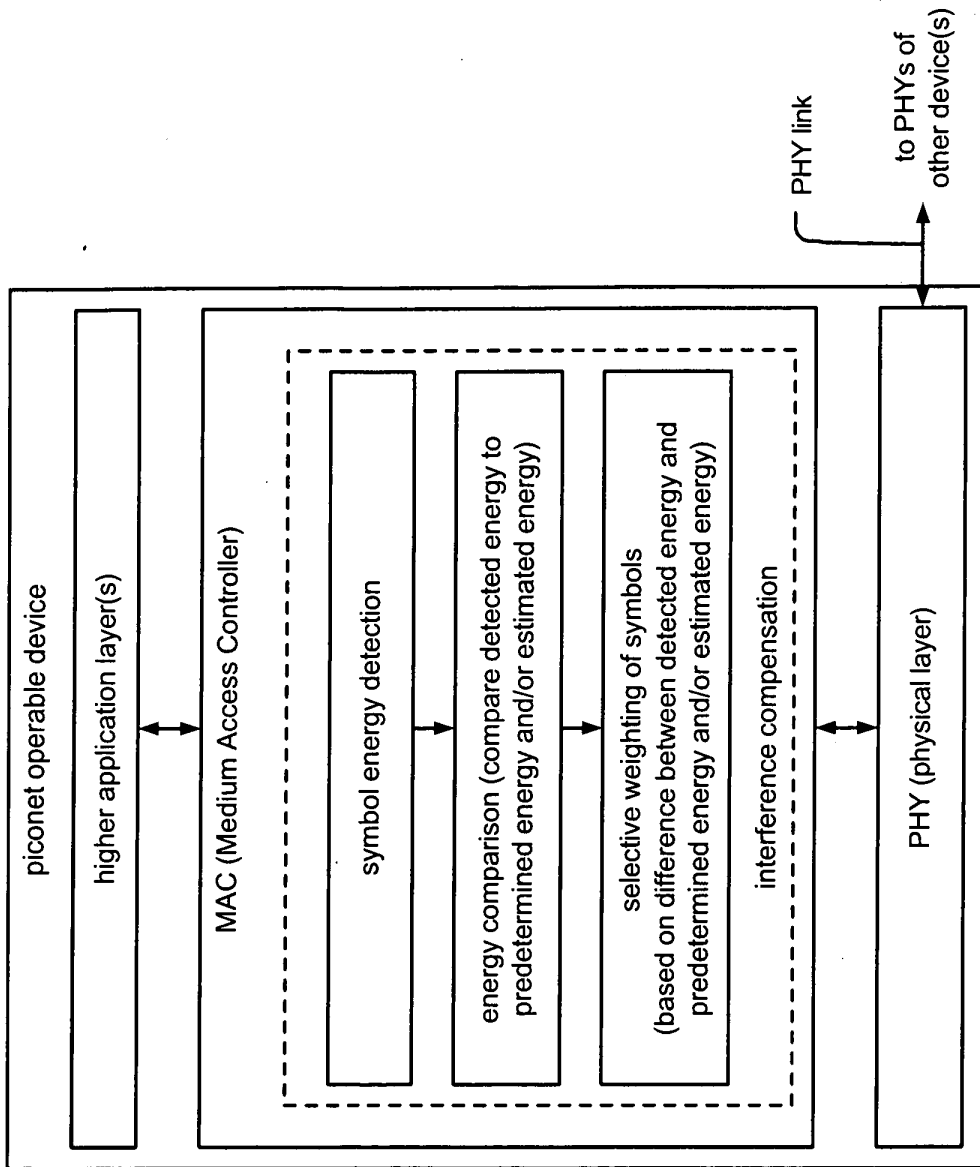 piconet operable device
higher application layer(s)
MAC (Medium Access Controller)
symbol energy detection
energy comparison (compare detected energy to
predetermined energy and/or estimated energy)
selective weighting of symbols
(based on difference between detected energy and
predetermined energy and/or estimated energy)
interference compensation
PHY (physical layer)
PHY link
to PHYs of
other device(s)